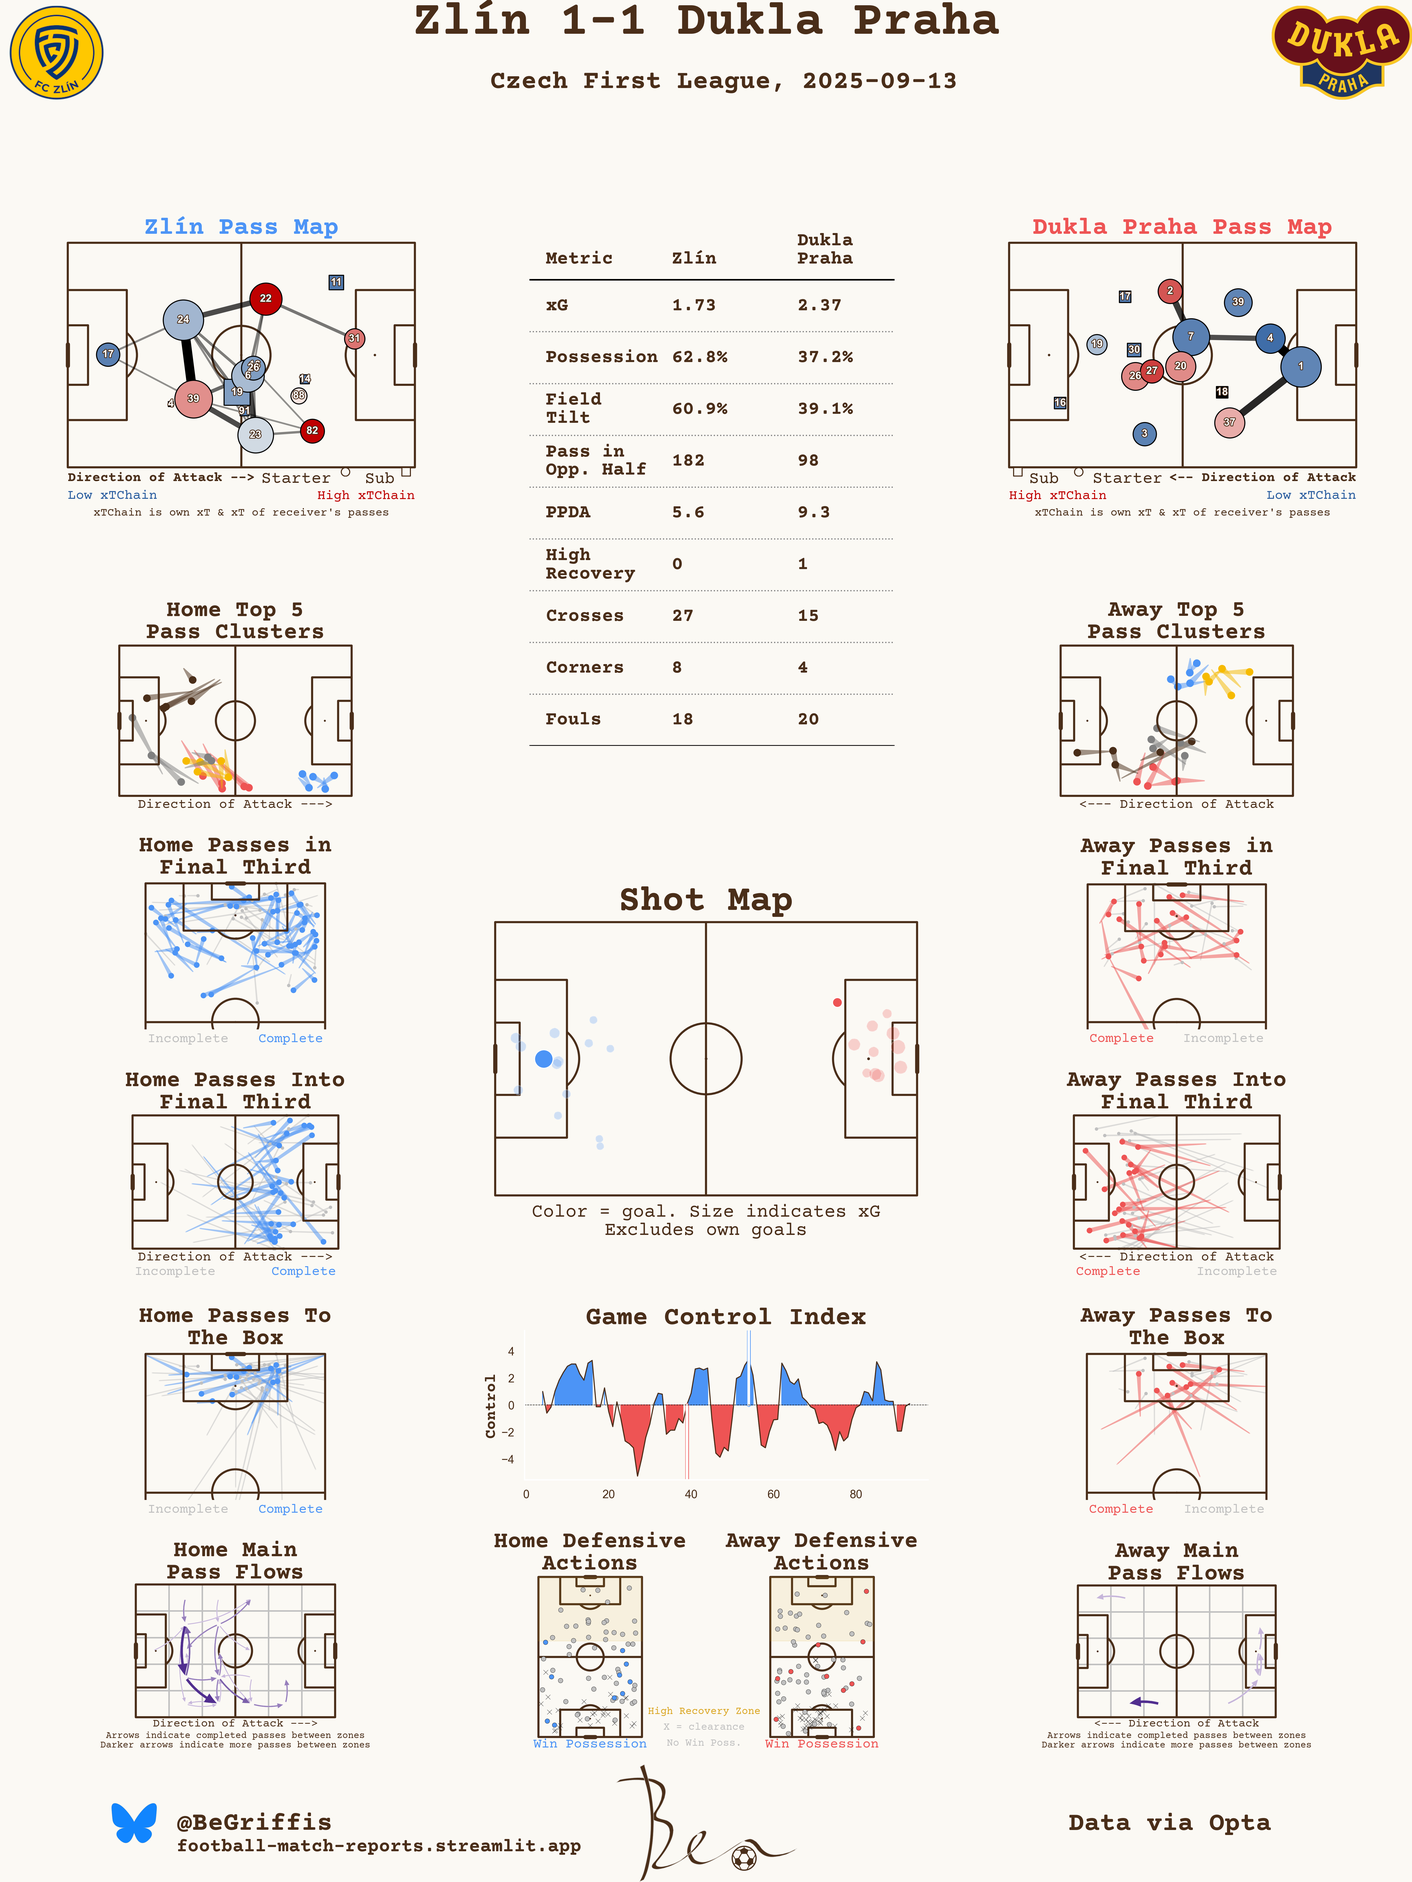 Zlín 1-1 Dukla Praha
Czech First League, 2025-09-13
FC ZLÍN
DUKLA
PRAHA
Zlín Pass Map
11
22
24
31
17
26
6
14
19
88
39
4
91
23
82
Direction of Attack --> Starter Sub
Low xTChain High xTChain
xTChain is own xT & xT of receiver's passes
Metric Zlín Dukla Praha
xG 1.73 2.37
Possession 62.8% 37.2%
Field Tilt 60.9% 39.1%
Pass in Opp. Half 182 98
PPDA 5.6 9.3
High Recovery 0 1
Crosses 27 15
Corners 8 4
Fouls 18 20
Dukla Praha Pass Map
2
17
39
7
4
19
30
1
20
27
26
18
16
37
3
Sub Starter <-- Direction of Attack
High xTChain Low xTChain
xTChain is own xT & xT of receiver's passes
Home Top 5
Pass Clusters
Direction of Attack --->
Away Top 5
Pass Clusters
<--- Direction of Attack
Home Passes in
Final Third
Incomplete Complete
Away Passes in
Final Third
Complete Incomplete
Shot Map
Color = goal. Size indicates xG
Excludes own goals
Home Passes Into
Final Third
Direction of Attack --->
Incomplete Complete
Away Passes Into
Final Third
<--- Direction of Attack
Complete Incomplete
Home Passes To
The Box
Incomplete Complete
Game Control Index
Control
4
2
0
−2
−4
0 20 40 60 80
Away Passes To
The Box
Complete Incomplete
Home Main
Pass Flows
Direction of Attack --->
Arrows indicate completed passes between zones
Darker arrows indicate more passes between zones
Home Defensive
Actions
Win Possession
High Recovery Zone
X = clearance
No Win Poss.
Away Defensive
Actions
Win Possession
Away Main
Pass Flows
<--- Direction of Attack
Arrows indicate completed passes between zones
Darker arrows indicate more passes between zones
@BeGriffis
football-match-reports.streamlit.app
Ben
Data via Opta